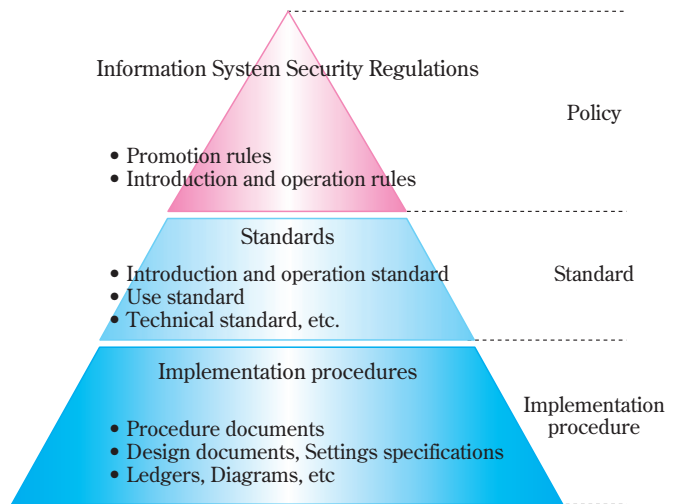 Information System Security Regulations
Policy
• Promotion rules
• Introduction and operation rules
Standards
• Introduction and operation standard
Standard
• Use standard
• Technical standard, etc.
Implementation procedures
Implementation
procedure
• Procedure documents
• Design documents, Settings specifications
• Ledgers, Diagrams, etc